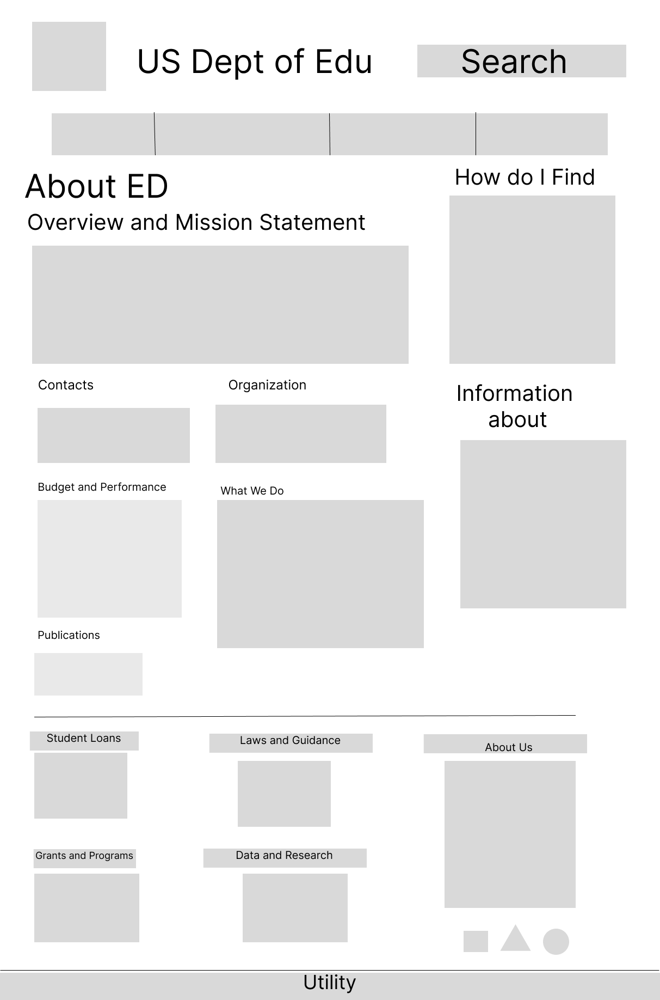 US Dept of Edu
Search
About ED
Overview and Mission Statement
How do I Find
Contacts
Organization
Information
about
Budget and Performance
What We Do
Publications
Student Loans
Laws and Guidance
About Us
Grants and Programs
Data and Research
Utility